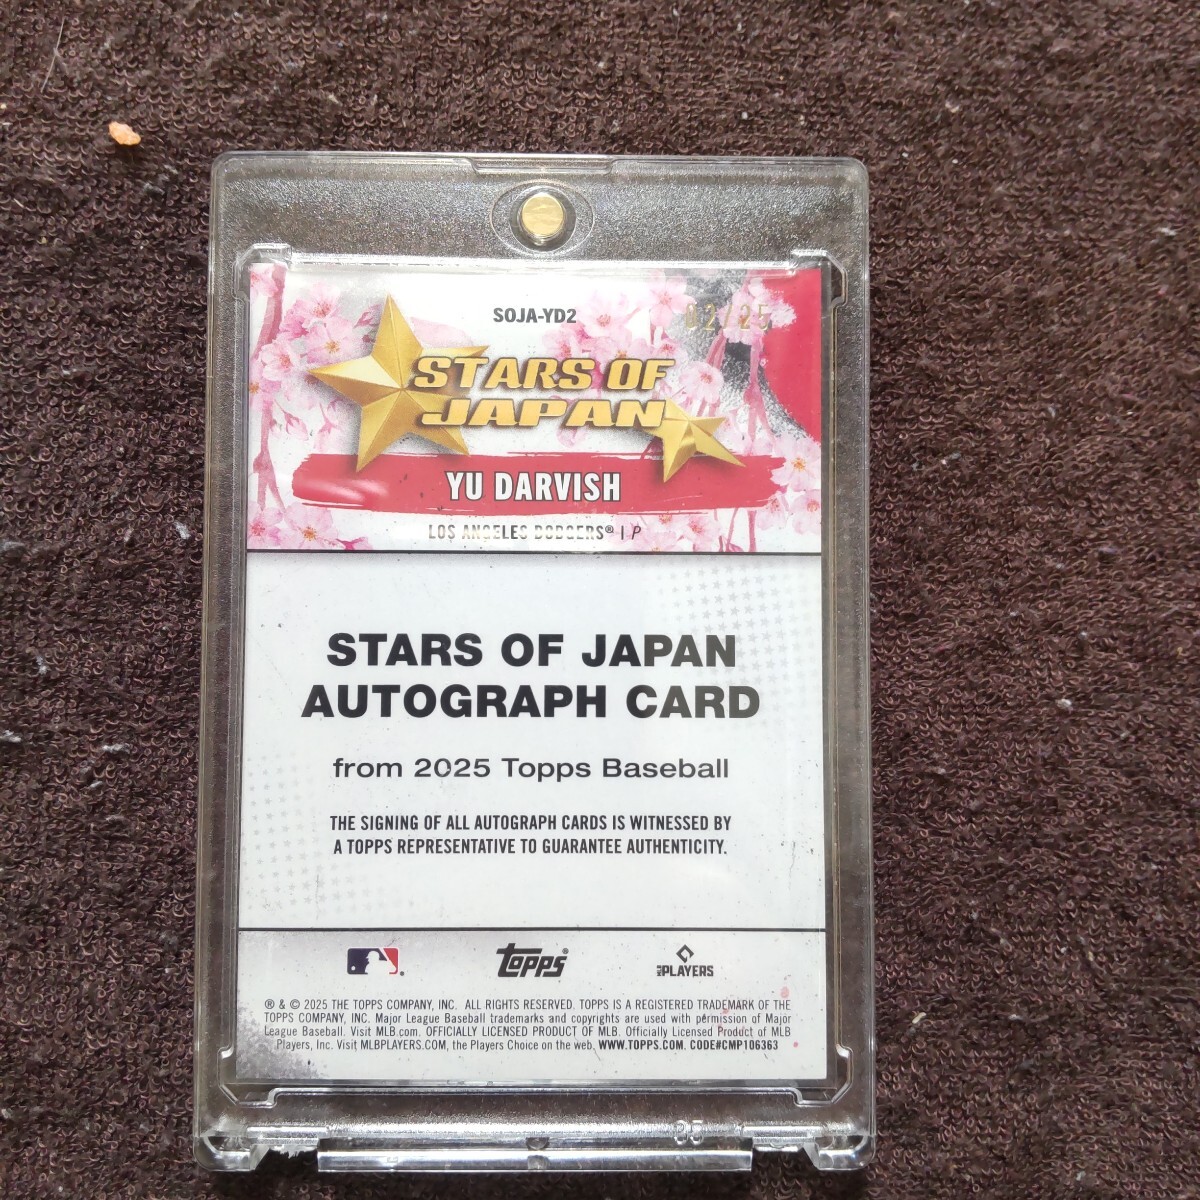 SOJA-YD2
02/25
STARS OF
JAPAN
YU DARVISH
LOS ANGELES DODGERS® | P
STARS OF JAPAN
AUTOGRAPH CARD
from 2025 Topps Baseball
THE SIGNING OF ALL AUTOGRAPH CARDS IS WITNESSED BY
A TOPPS REPRESENTATIVE TO GUARANTEE AUTHENTICITY.
topps®
PLAYERS
® & © 2025 THE TOPPS COMPANY, INC. ALL RIGHTS RESERVED. TOPPS IS A REGISTERED TRADEMARK OF THE
TOPPS COMPANY, INC. Major League Baseball trademarks and copyrights are used with permission of Major
League Baseball. Visit MLB.com. OFFICIALLY LICENSED PRODUCT OF MLB. Officially Licensed Product of MLB
Players, Inc. Visit MLBPLAYERS.COM, the Players Choice on the web. WWW.TOPPS.COM. CODE#CMP106363